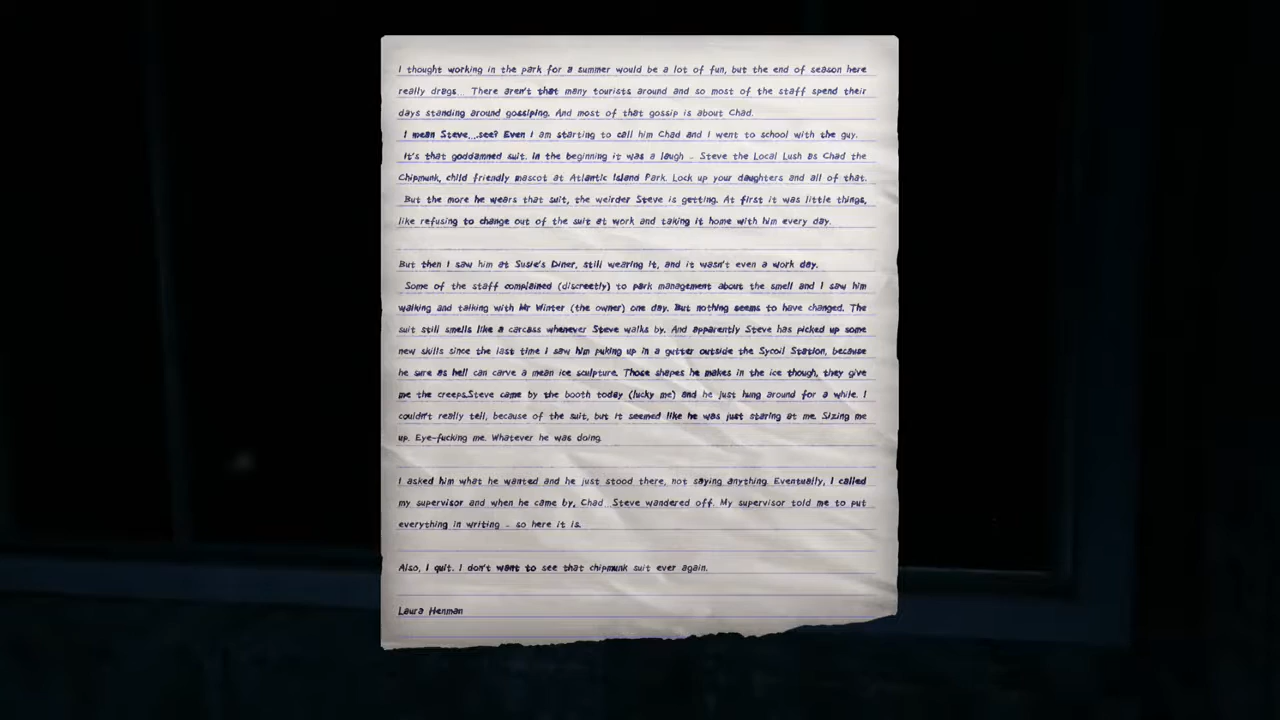 I thought working in the park for a summer would be a lot of fun, but the end of season here
really drags... There aren't that many tourists around and so most of the staff spend their
days standing around gossiping. And most of that gossip is about Chad.
I mean Steve...see? Even I am starting to call him Chad and I went to school with the guy.
It's that goddamned suit. In the beginning it was a laugh - Steve the Local Lush as Chad the
Chipmunk, child friendly mascot at Atlantic Island Park. Lock up your daughters and all of that.
But the more he wears that suit, the weirder Steve is getting. At first it was little things,
like refusing to change out of the suit at work and taking it home with him every day.
But then I saw him at Susie's Diner, still wearing it, and it wasn't even a work day.
Some of the staff complained (discreetly) to park management about the smell and I saw him
walking and talking with Mr Winter (the owner) one day. But nothing seems to have changed. The
suit still smells like a carcass whenever Steve walks by. And apparently Steve has picked up some
new skills since the last time I saw him puking up in a gutter outside the Sycoil Station, because
he sure as hell can carve a mean ice sculpture. Those shapes he makes in the ice though, they give
me the creeps.Steve came by the booth today (lucky me) and he just hung around for a while. I
couldn't really tell, because of the suit, but it seemed like he was just staring at me. Sizing me
up. Eye-fucking me. Whatever he was doing.
I asked him what he wanted and he just stood there, not saying anything. Eventually, I called
my supervisor and when he came by, Chad... Steve wandered off. My supervisor told me to put
everything in writing - so here it is.
Also, I quit. I don't want to see that chipmunk suit ever again.
Laura Henman